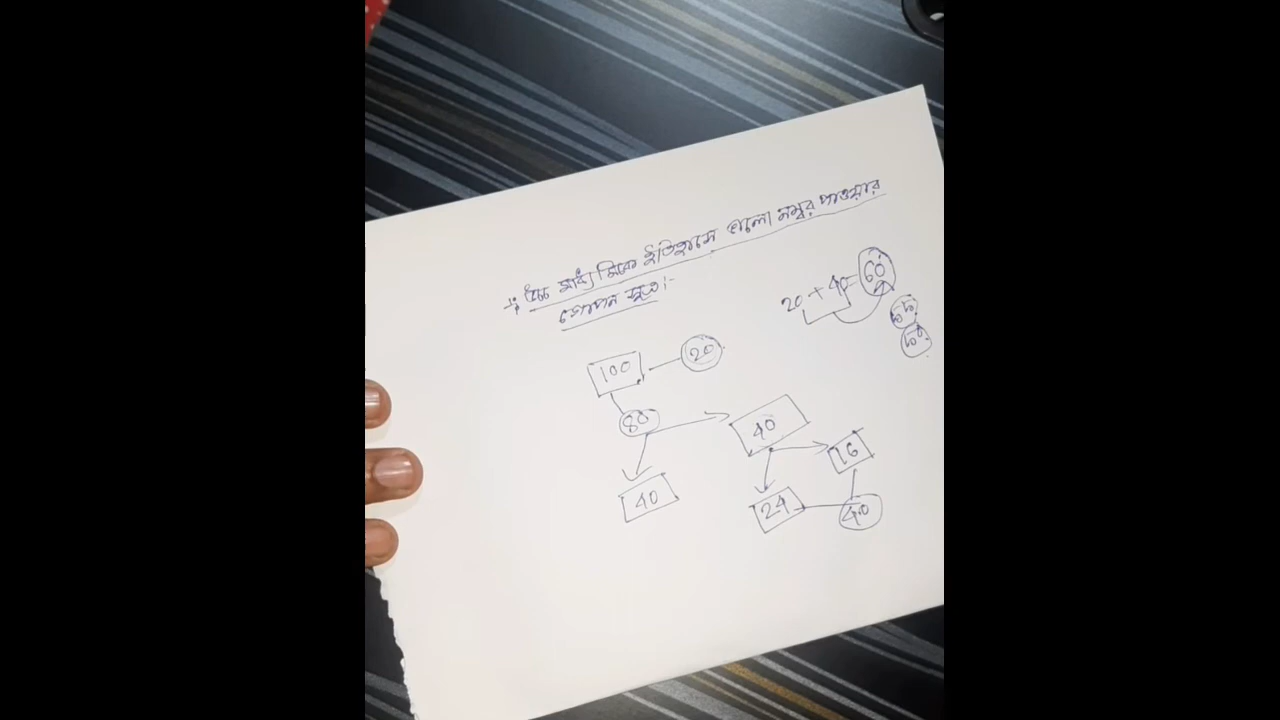 উচ্চ মাধ্যমিকে ইতিহাসে ভালো নম্বর পাওয়ার
গোপন সূত্র:-
20 + 40 = 60
100 20
80
40
40
16
24
40